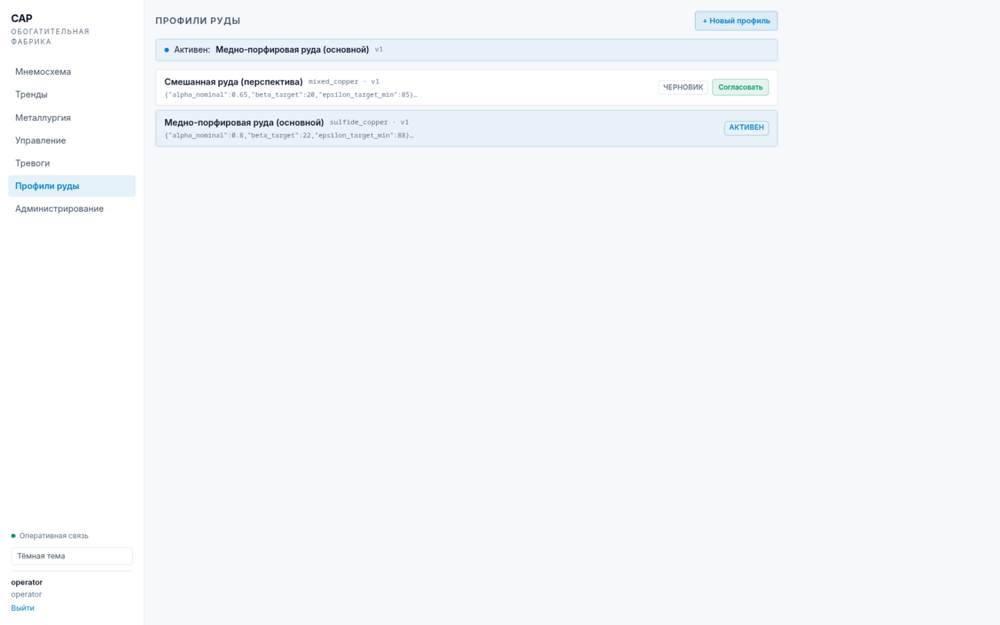 САР
ОБОГАТИТЕЛЬНАЯ
ФАБРИКА
Мнемосхема
Тренды
Металлургия
Управление
Тревоги
Профили руды
Администрирование
Оперативная связь
Тёмная тема
operator
operator
Выйти
ПРОФИЛИ РУДЫ
+ Новый профиль
Активен: Медно-порфировая руда (основной) v1
Смешанная руда (перспектива) mixed_copper · v1
{"alpha_nominal":0.65,"beta_target":20,"epsilon_target_min":85}…
ЧЕРНОВИК
Согласовать
Медно-порфировая руда (основной) sulfide_copper · v1
{"alpha_nominal":0.8,"beta_target":22,"epsilon_target_min":88}…
АКТИВЕН